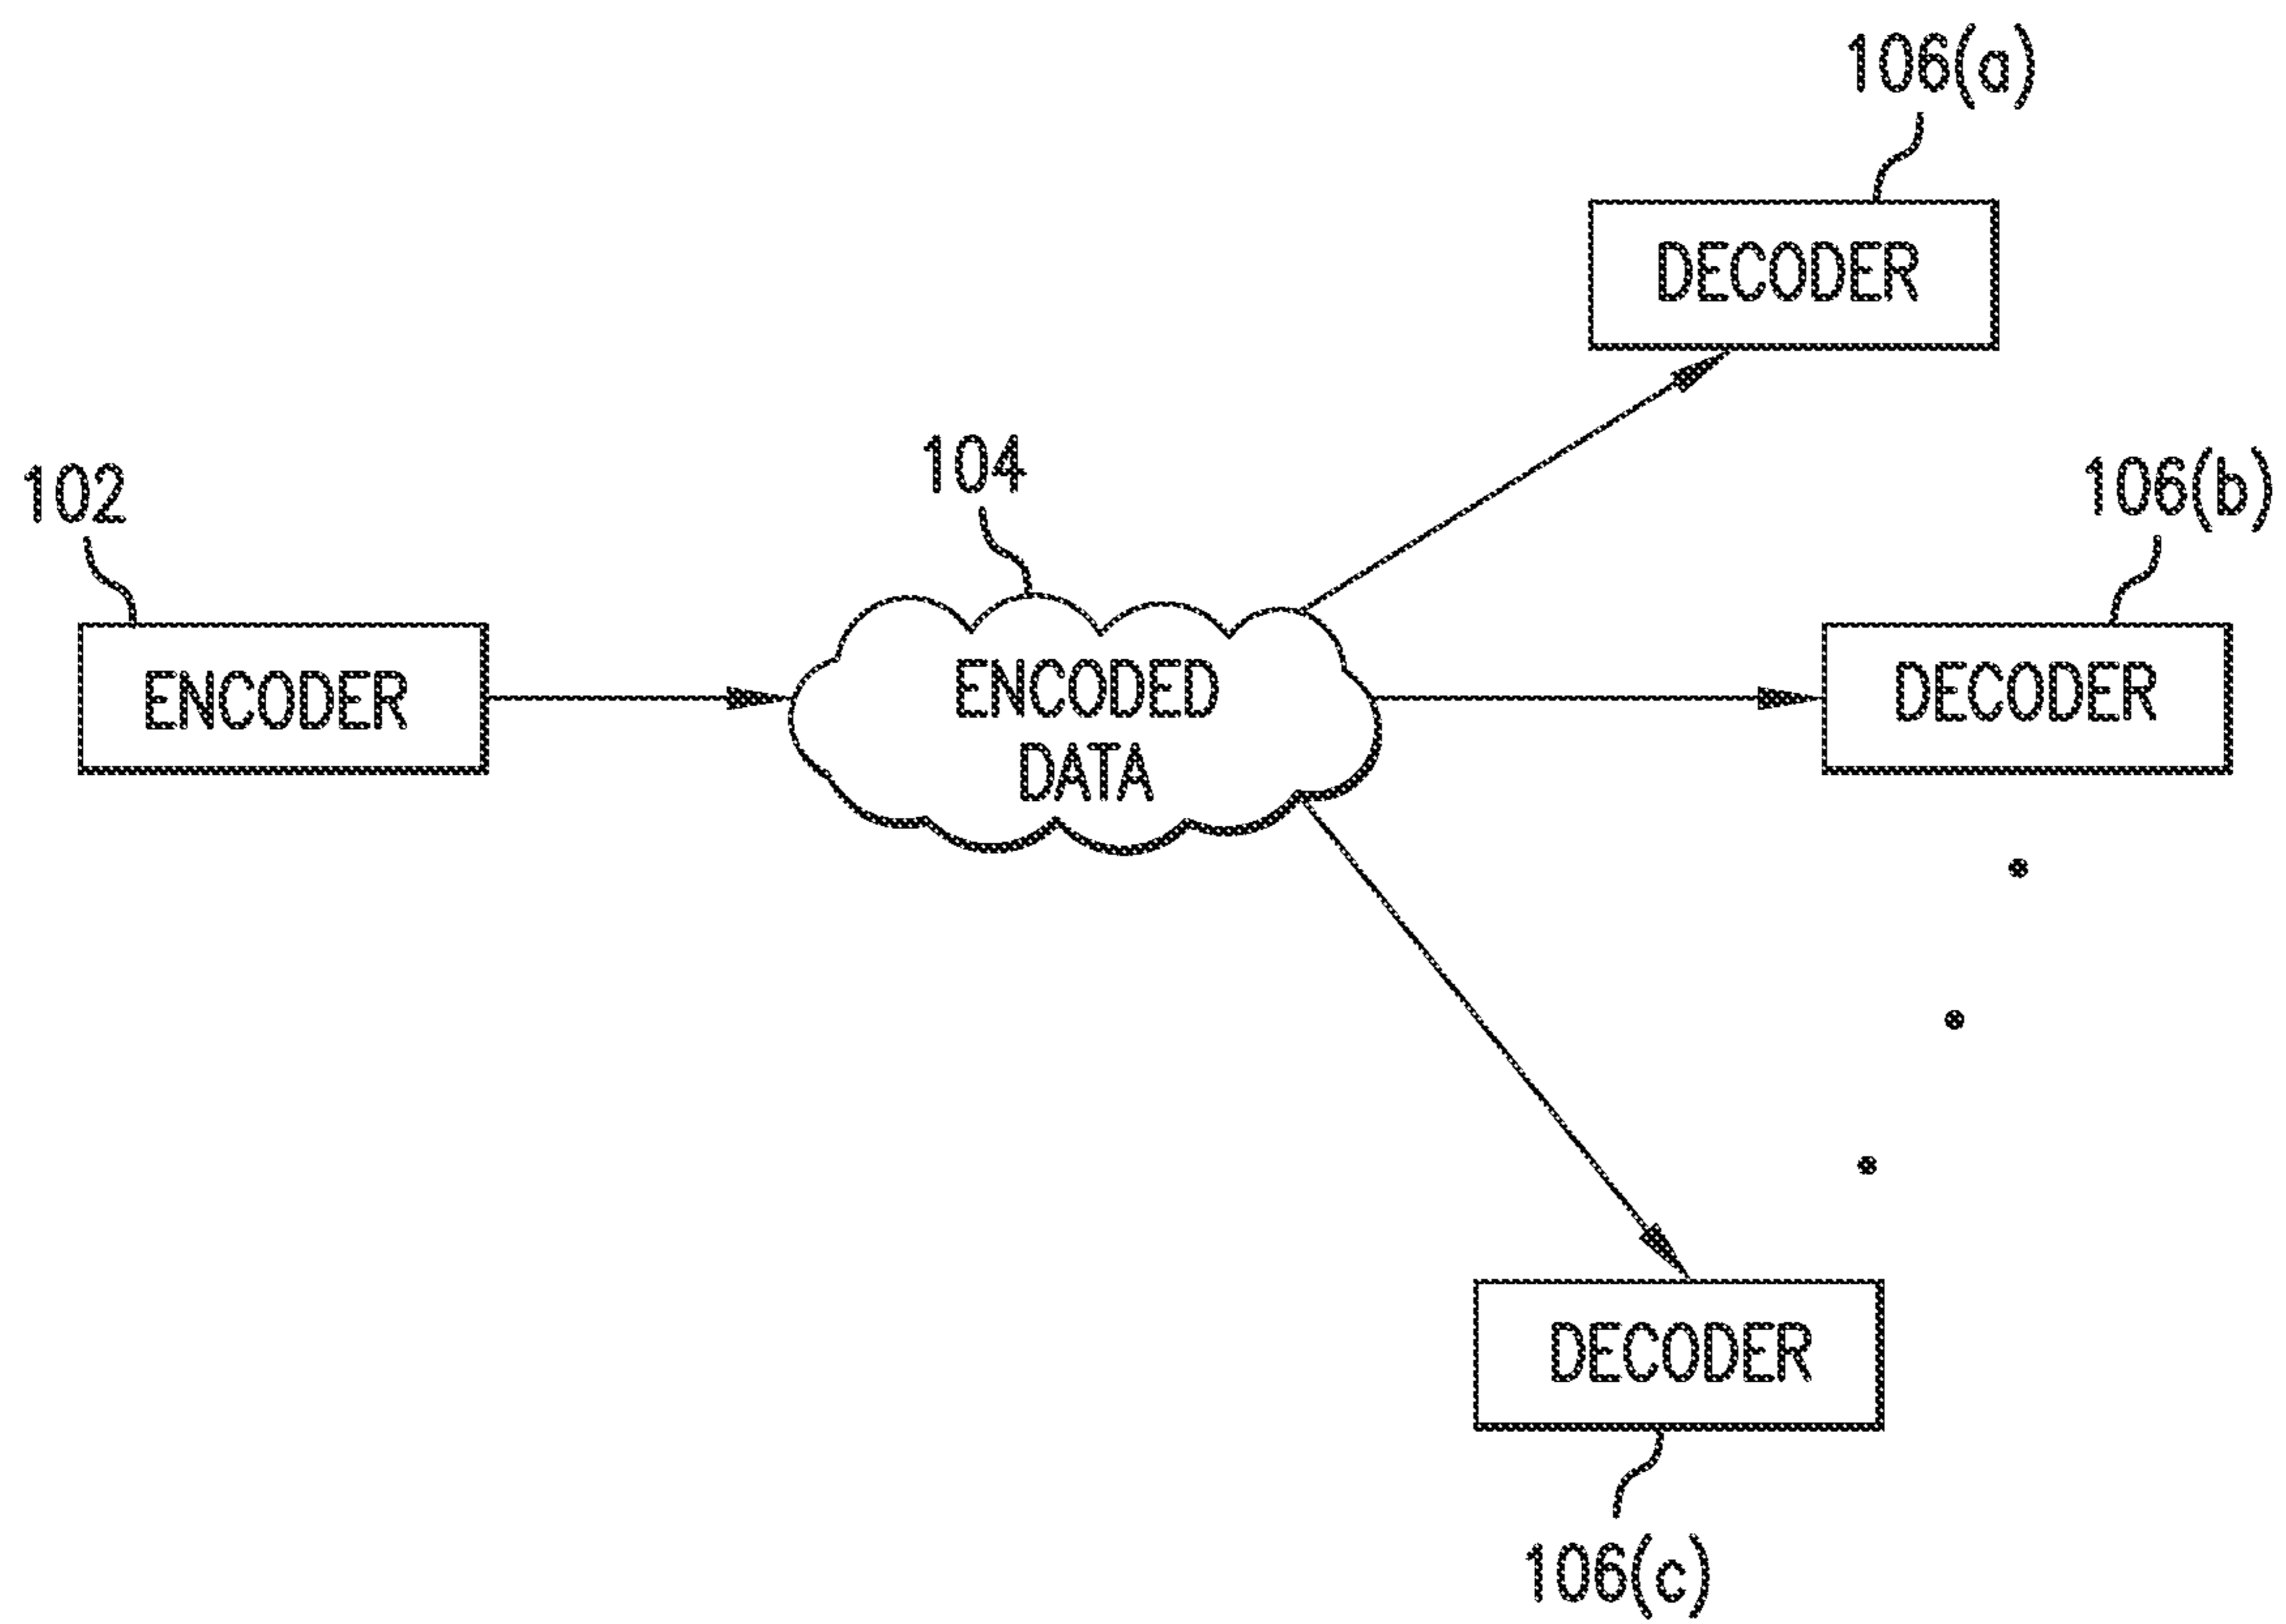 106(a)
DECODER
104
102
106(b)
ENCODER
ENCODED
DATA
DECODER
DECODER
106(c)